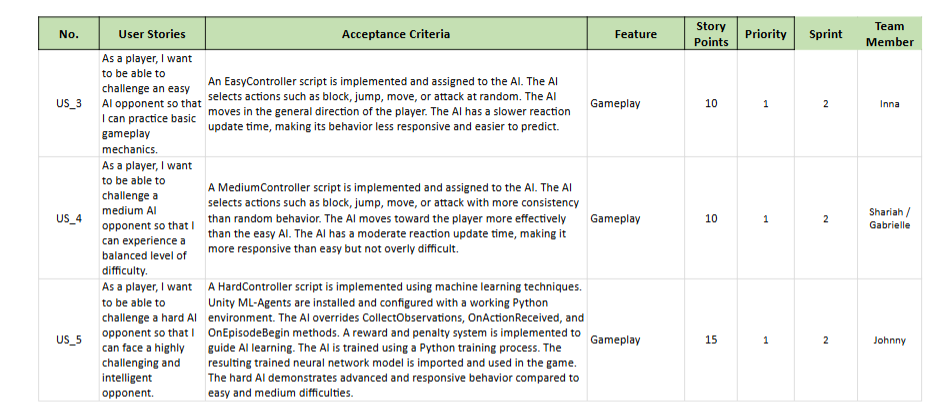 No.
User Stories
Acceptance Criteria
Feature
Story
Points
Priority
Sprint
Team
Member
US_3
As a player, I want
to be able to
challenge an easy
AI opponent so that
I can practice basic
gameplay
mechanics.
An EasyController script is implemented and assigned to the AI. The AI
selects actions such as block, jump, move, or attack at random. The AI
moves in the general direction of the player. The AI has a slower reaction
update time, making its behavior less responsive and easier to predict.
Gameplay
10
1
2
Inna
US_4
As a player, I want
to be able to
challenge a
medium AI
opponent so that I
can experience a
balanced level of
difficulty.
A MediumController script is implemented and assigned to the AI. The AI
selects actions such as block, jump, move, or attack with more consistency
than random behavior. The AI moves toward the player more effectively
than the easy AI. The AI has a moderate reaction update time, making it
more responsive than easy but not overly difficult.
Gameplay
10
1
2
Shariah /
Gabrielle
US_5
As a player, I want
to be able to
challenge a hard AI
opponent so that I
can face a highly
challenging and
intelligent
opponent.
A HardController script is implemented using machine learning techniques.
Unity ML-Agents are installed and configured with a working Python
environment. The AI overrides CollectObservations, OnActionReceived, and
OnEpisodeBegin methods. A reward and penalty system is implemented to
guide AI learning. The AI is trained using a Python training process. The
resulting trained neural network model is imported and used in the game.
The hard AI demonstrates advanced and responsive behavior compared to
easy and medium difficulties.
Gameplay
15
1
2
Johnny